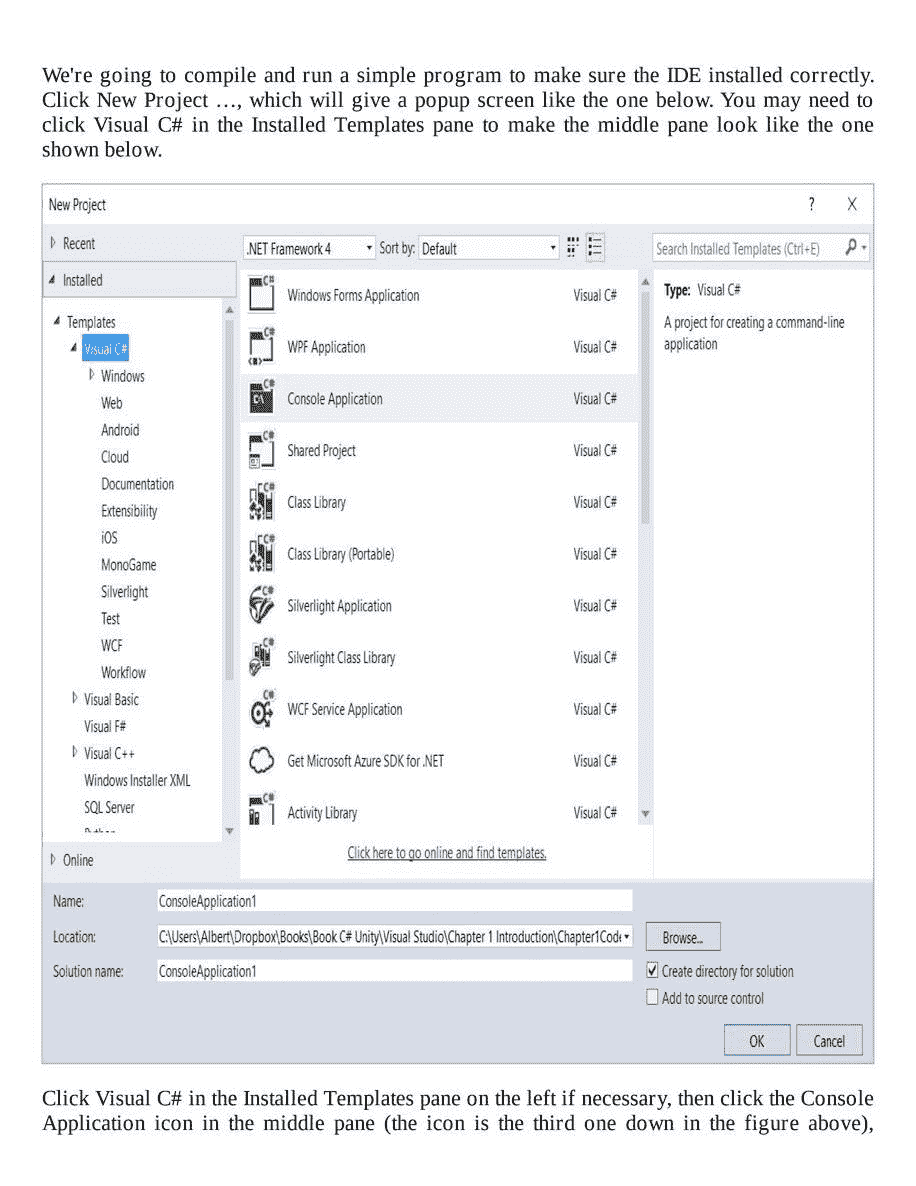 We're going to compile and run a simple program to make sure the IDE installed correctly.
Click New Project …, which will give a popup screen like the one below. You may need to
click Visual C# in the Installed Templates pane to make the middle pane look like the one
shown below.
New Project
? X
Recent
.NET Framework 4 Sort by: Default
Search Installed Templates (Ctrl+E)
Installed
Templates
Visual C#
Windows
Web
Android
Cloud
Documentation
Extensibility
iOS
MonoGame
Silverlight
Test
WCF
Workflow
Visual Basic
Visual F#
Visual C++
Windows Installer XML
SQL Server
Online
Windows Forms Application Visual C#
WPF Application Visual C#
Console Application Visual C#
Shared Project Visual C#
Class Library Visual C#
Class Library (Portable) Visual C#
Silverlight Application Visual C#
Silverlight Class Library Visual C#
WCF Service Application Visual C#
Get Microsoft Azure SDK for .NET Visual C#
Activity Library Visual C#
Click here to go online and find templates.
Type: Visual C#
A project for creating a command-line
application
Name: ConsoleApplication1
Location: C:\Users\Albert\Dropbox\Books\Book C# Unity\Visual Studio\Chapter 1 Introduction\Chapter1Code Browse...
Solution name: ConsoleApplication1
Create directory for solution
Add to source control
OK Cancel
Click Visual C# in the Installed Templates pane on the left if necessary, then click the Console
Application icon in the middle pane (the icon is the third one down in the figure above),